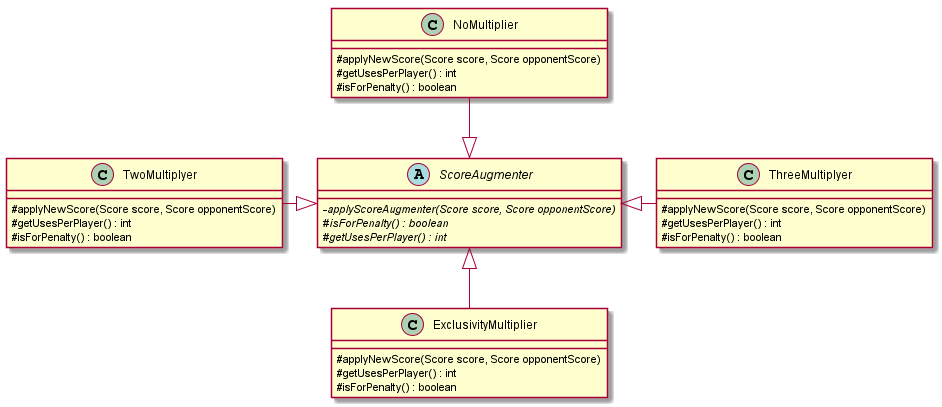 C NoMultiplier
#applyNewScore(Score score, Score opponentScore)
#getUsesPerPlayer() : int
#isForPenalty() : boolean
C TwoMultiplyer
#applyNewScore(Score score, Score opponentScore)
#getUsesPerPlayer() : int
#isForPenalty() : boolean
A ScoreAugmenter
-applyScoreAugmenter(Score score, Score opponentScore)
#isForPenalty() : boolean
#getUsesPerPlayer() : int
C ThreeMultiplyer
#applyNewScore(Score score, Score opponentScore)
#getUsesPerPlayer() : int
#isForPenalty() : boolean
C ExclusivityMultiplier
#applyNewScore(Score score, Score opponentScore)
#getUsesPerPlayer() : int
#isForPenalty() : boolean